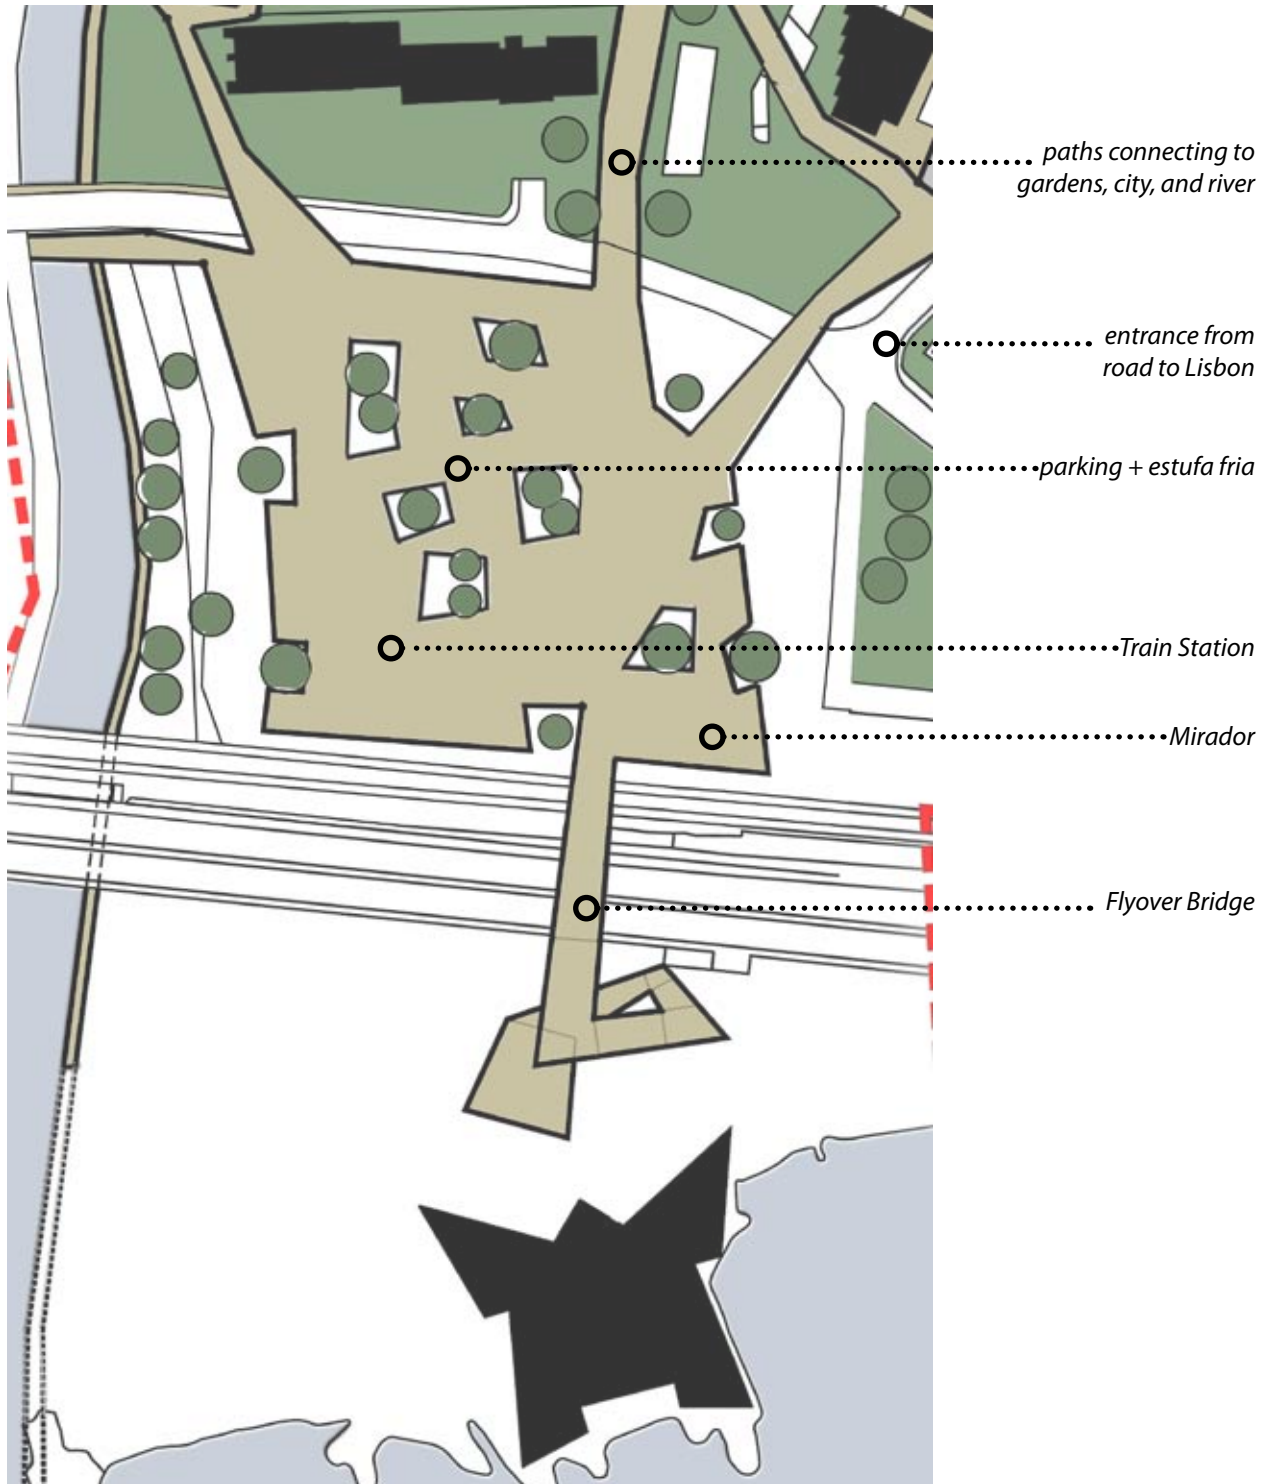 paths connecting to
gardens, city, and river
entrance from
road to Lisbon
parking + estufa fria
Train Station
Mirador
Flyover Bridge